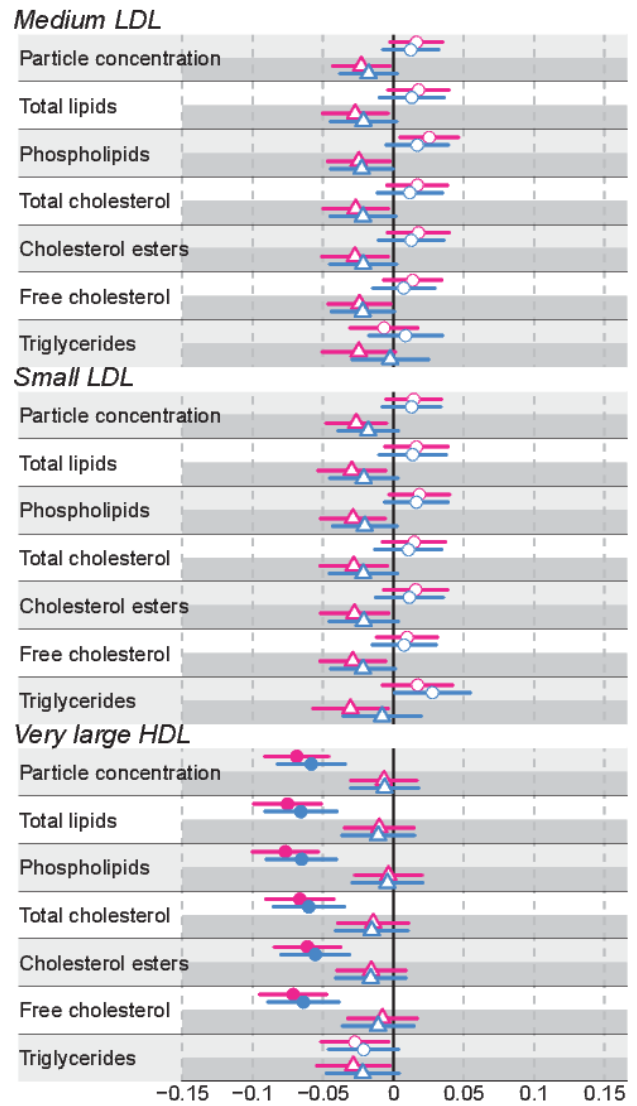 Medium LDL
Particle concentration
Total lipids
Phospholipids
Total cholesterol
Cholesterol esters
Free cholesterol
Triglycerides
Small LDL
Particle concentration
Total lipids
Phospholipids
Total cholesterol
Cholesterol esters
Free cholesterol
Triglycerides
Very large HDL
Particle concentration
Total lipids
Phospholipids
Total cholesterol
Cholesterol esters
Free cholesterol
Triglycerides
−0.15 −0.1 −0.05 0 0.05 0.1 0.15